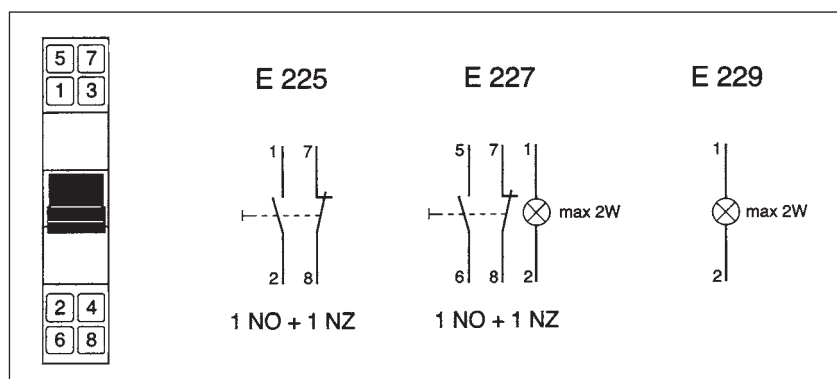 5 7
1 3
2 4
6 8
E 225
1 7
2 8
1 NO + 1 NZ
E 227
5 7 1
max 2W
6 8 2
1 NO + 1 NZ
E 229
1
max 2W
2